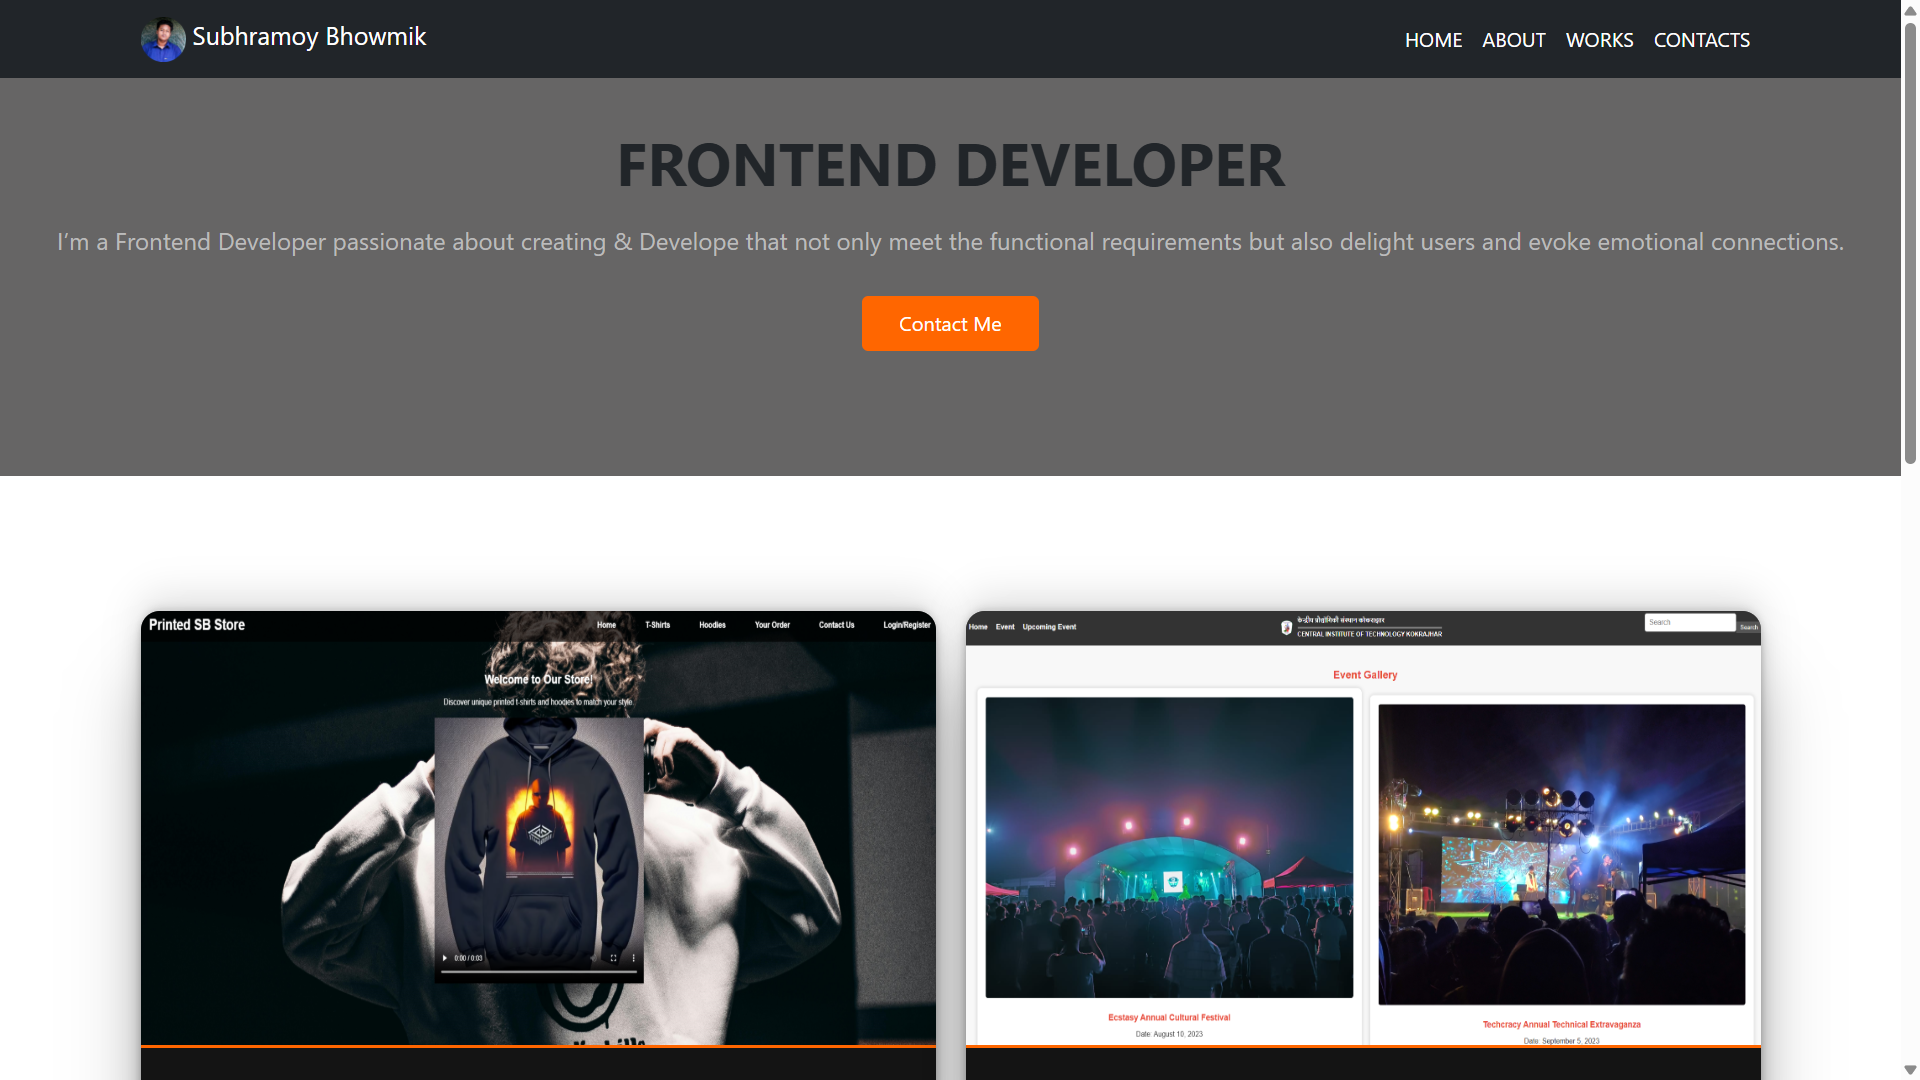 Subhramoy Bhowmik
HOME ABOUT WORKS CONTACTS
FRONTEND DEVELOPER
I’m a Frontend Developer passionate about creating & Develope that not only meet the functional requirements but also delight users and evoke emotional connections.
Contact Me
Printed SB Store
Home T-Shirts Hoodies Your Order Contact Us Login/Register
Welcome to Our Store!
Discover unique printed t-shirts and hoodies to match your style.
0:00 / 0:03
Home Event Upcoming Event
केन्द्रीय प्रौद्योगिकी संस्थान कोकराझार
CENTRAL INSTITUTE OF TECHNOLOGY KOKRAJHAR
Search Search
Event Gallery
Ecstasy Annual Cultural Festival
Date: August 10, 2023
Techcracy Annual Technical Extravaganza
Date: September 5, 2023